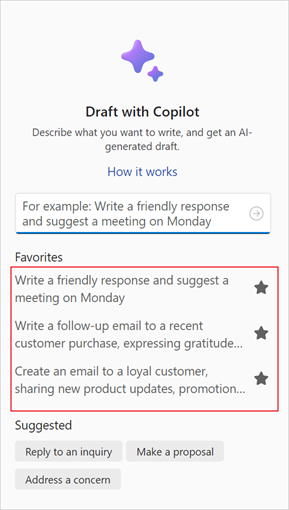 Draft with Copilot
Describe what you want to write, and get an AI-
generated draft.
How it works
For example: Write a friendly response
and suggest a meeting on Monday
Favorites
Write a friendly response and suggest a
meeting on Monday
Write a follow-up email to a recent
customer purchase, expressing gratitude...
Create an email to a loyal customer,
sharing new product updates, promotion...
Suggested
Reply to an inquiry
Make a proposal
Address a concern